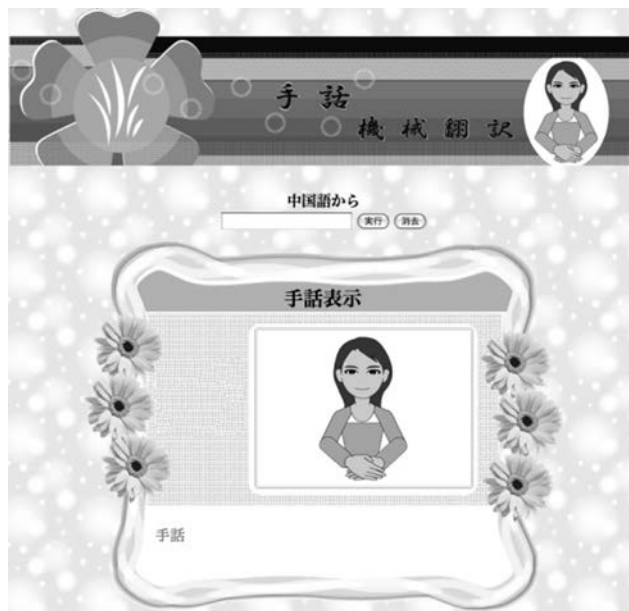 手話
機械翻訳
中国語から
実行 消去
手話表示
手話